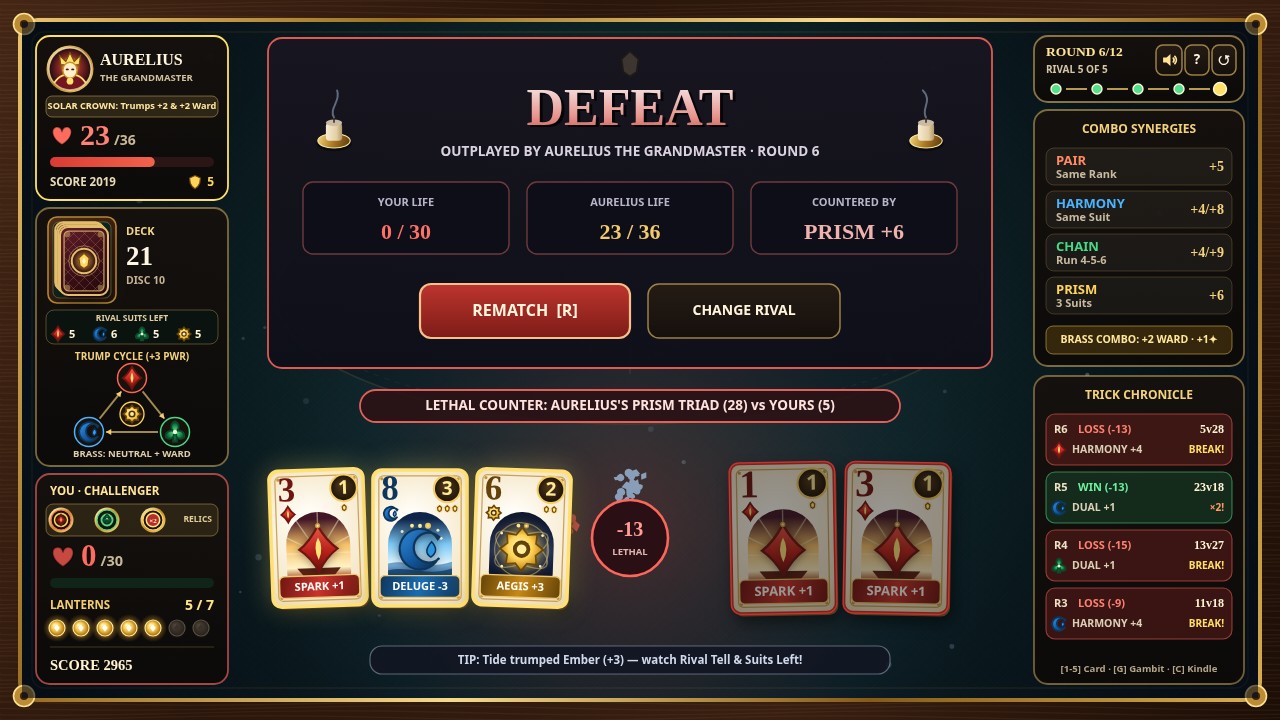 AURELIUS
THE GRANDMASTER
SOLAR CROWN: Trumps +2 & +2 Ward
23 /36
SCORE 2019
5
DECK
21
DISC 10
RIVAL SUITS LEFT
5 6 5 5
TRUMP CYCLE (+3 PWR)
BRASS: NEUTRAL + WARD
YOU · CHALLENGER
RELICS
0 /30
LANTERNS 5 / 7
SCORE 2965
DEFEAT
OUTPLAYED BY AURELIUS THE GRANDMASTER · ROUND 6
YOUR LIFE
0 / 30
AURELIUS LIFE
23 / 36
COUNTERED BY
PRISM +6
REMATCH [R]
CHANGE RIVAL
LETHAL COUNTER: AURELIUS'S PRISM TRIAD (28) vs YOURS (5)
3 1
SPARK +1
8 3
DELUGE -3
6 2
AEGIS +3
-13
LETHAL
1 1
SPARK +1
3 1
SPARK +1
TIP: Tide trumped Ember (+3) — watch Rival Tell & Suits Left!
ROUND 6/12
RIVAL 5 OF 5
?
↺
COMBO SYNERGIES
PAIR
Same Rank
+5
HARMONY
Same Suit
+4/+8
CHAIN
Run 4-5-6
+4/+9
PRISM
3 Suits
+6
BRASS COMBO: +2 WARD · +1✦
TRICK CHRONICLE
R6 LOSS (-13) 5v28
HARMONY +4 BREAK!
R5 WIN (-13) 23v18
DUAL +1 ×2!
R4 LOSS (-15) 13v27
DUAL +1 BREAK!
R3 LOSS (-9) 11v18
HARMONY +4 BREAK!
[1-5] Card · [G] Gambit · [C] Kindle